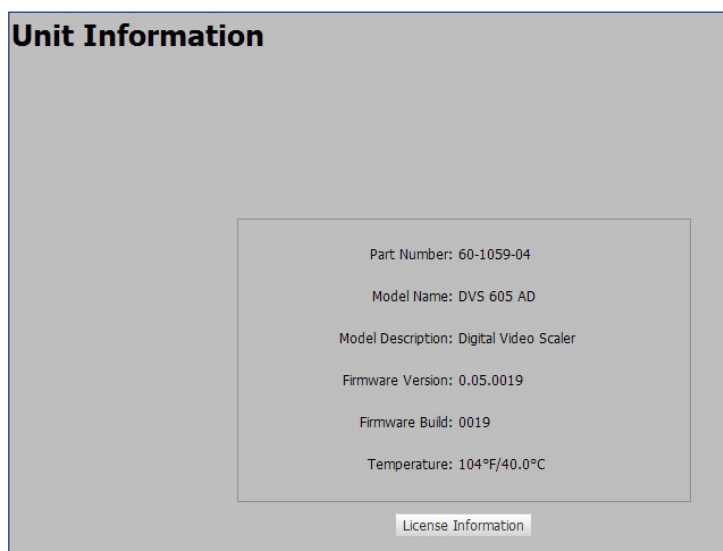 Unit Information
Part Number: 60-1059-04
Model Name: DVS 605 AD
Model Description: Digital Video Scaler
Firmware Version: 0.05.0019
Firmware Build: 0019
Temperature: 104°F/40.0°C
License Information